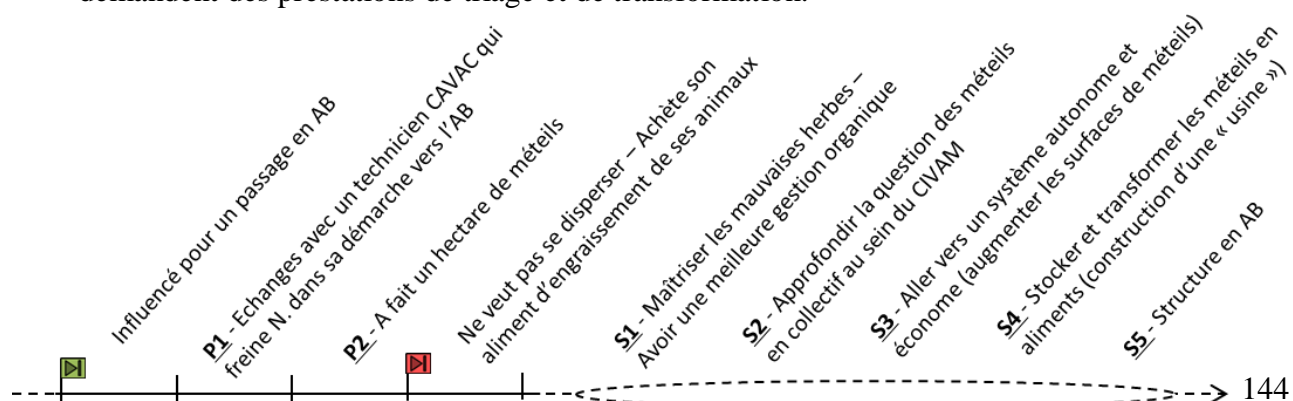 demandent des prestations de triage et de transformation.
Influencé pour un passage en AB
P1 - Echanges avec un technicien CAVAC qui
freine N. dans sa démarche vers l'AB
P2 - A fait un hectare de méteils
Ne veut pas se disperser – Achète son
aliment d'engraissement de ses animaux
S1 - Maîtriser les mauvaises herbes –
Avoir une meilleure gestion organique
S2 - Approfondir la question des méteils
en collectif au sein du CIVAM
S3 - Aller vers un système autonome et
économe (augmenter les surfaces de méteils)
S4 - Stocker et transformer les méteils en
aliments (construction d'une « usine »)
S5 - Structure en AB
144